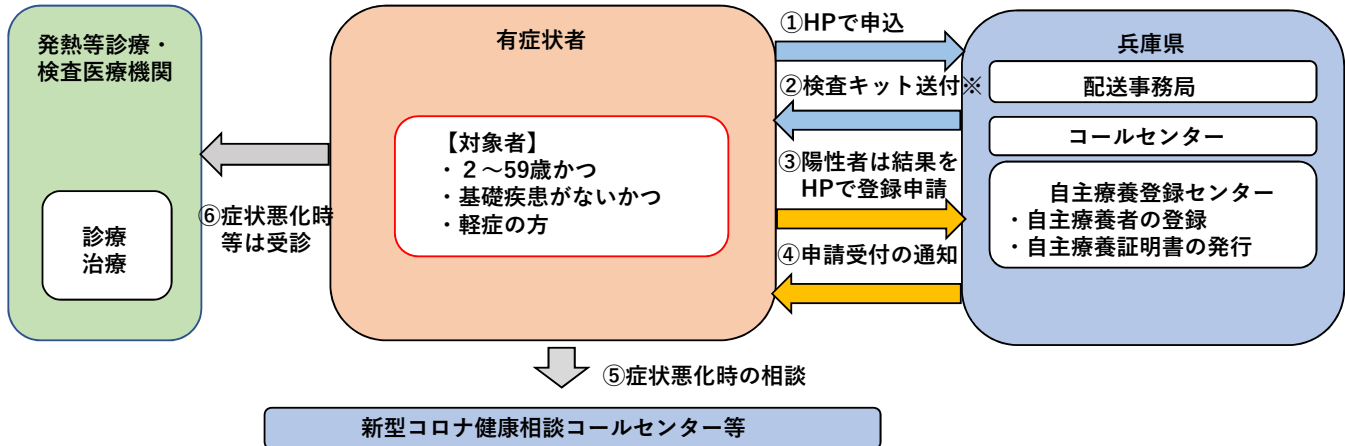 発熱等診療・
検査医療機関
診療
治療
有症状者
【対象者】
・２～59歳かつ
・基礎疾患がないかつ
・軽症の方
①HPで申込
②検査キット送付※
③陽性者は結果を
HPで登録申請
④申請受付の通知
兵庫県
配送事務局
コールセンター
自主療養登録センター
・自主療養者の登録
・自主療養証明書の発行
⑥症状悪化時
等は受診
⑤症状悪化時の相談
新型コロナ健康相談コールセンター等